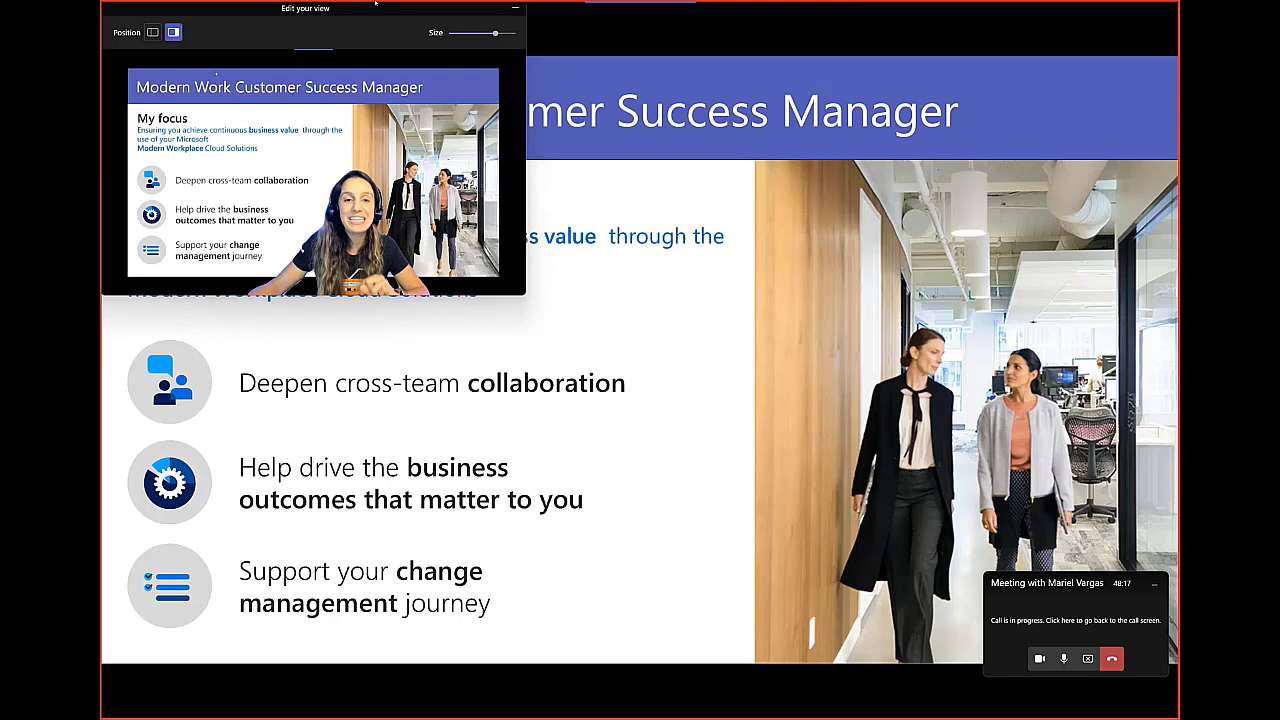 Edit your view
Position
Size
Modern Work Customer Success Manager
My focus
Ensuring you achieve continuous business value through the
use of your Microsoft
Modern Workplace Cloud Solutions
Deepen cross-team collaboration
Help drive the business
outcomes that matter to you
Support your change
management journey
mer Success Manager
ss value through the
Deepen cross-team collaboration
Help drive the business
outcomes that matter to you
Support your change
management journey
Meeting with Mariel Vargas 48:17
Call is in progress. Click here to go back to the call screen.